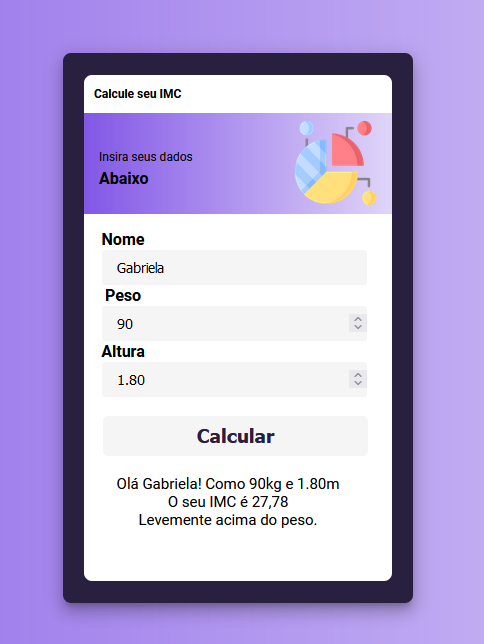 Calcule seu IMC
Insira seus dados
Abaixo
Nome
Gabriela
Peso
90
Altura
1.80
Calcular
Olá Gabriela! Como 90kg e 1.80m
O seu IMC é 27,78
Levemente acima do peso.